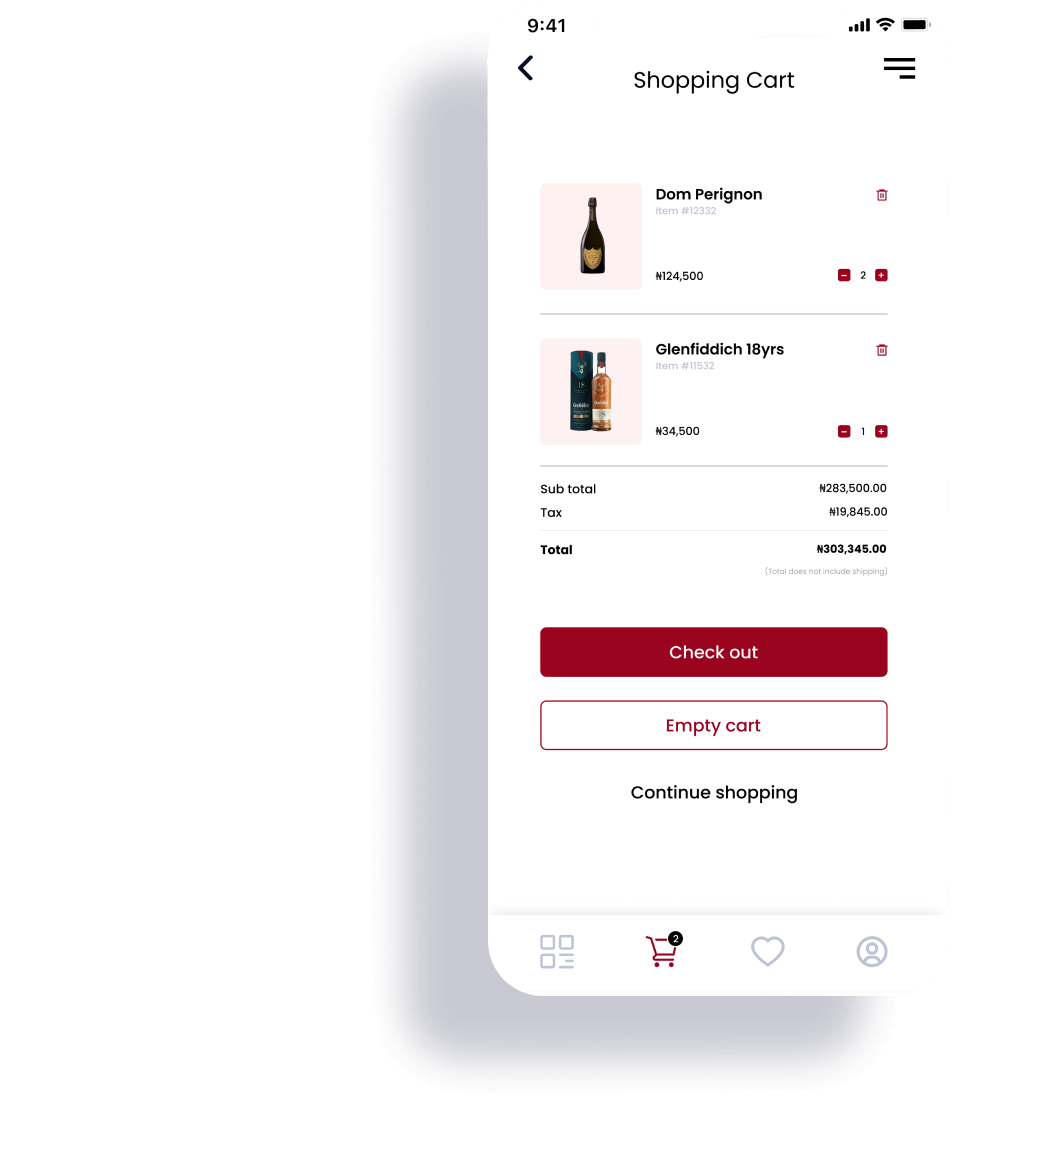 9:41
Shopping Cart
Dom Perignon
Item #12332
₦124,500
2
Glenfiddich 18yrs
Item #11532
18
Glenfiddich
₦34,500
1
Sub total ₦283,500.00
Tax ₦19,845.00
Total ₦303,345.00
(Total does not include shipping)
Check out
Empty cart
Continue shopping
2